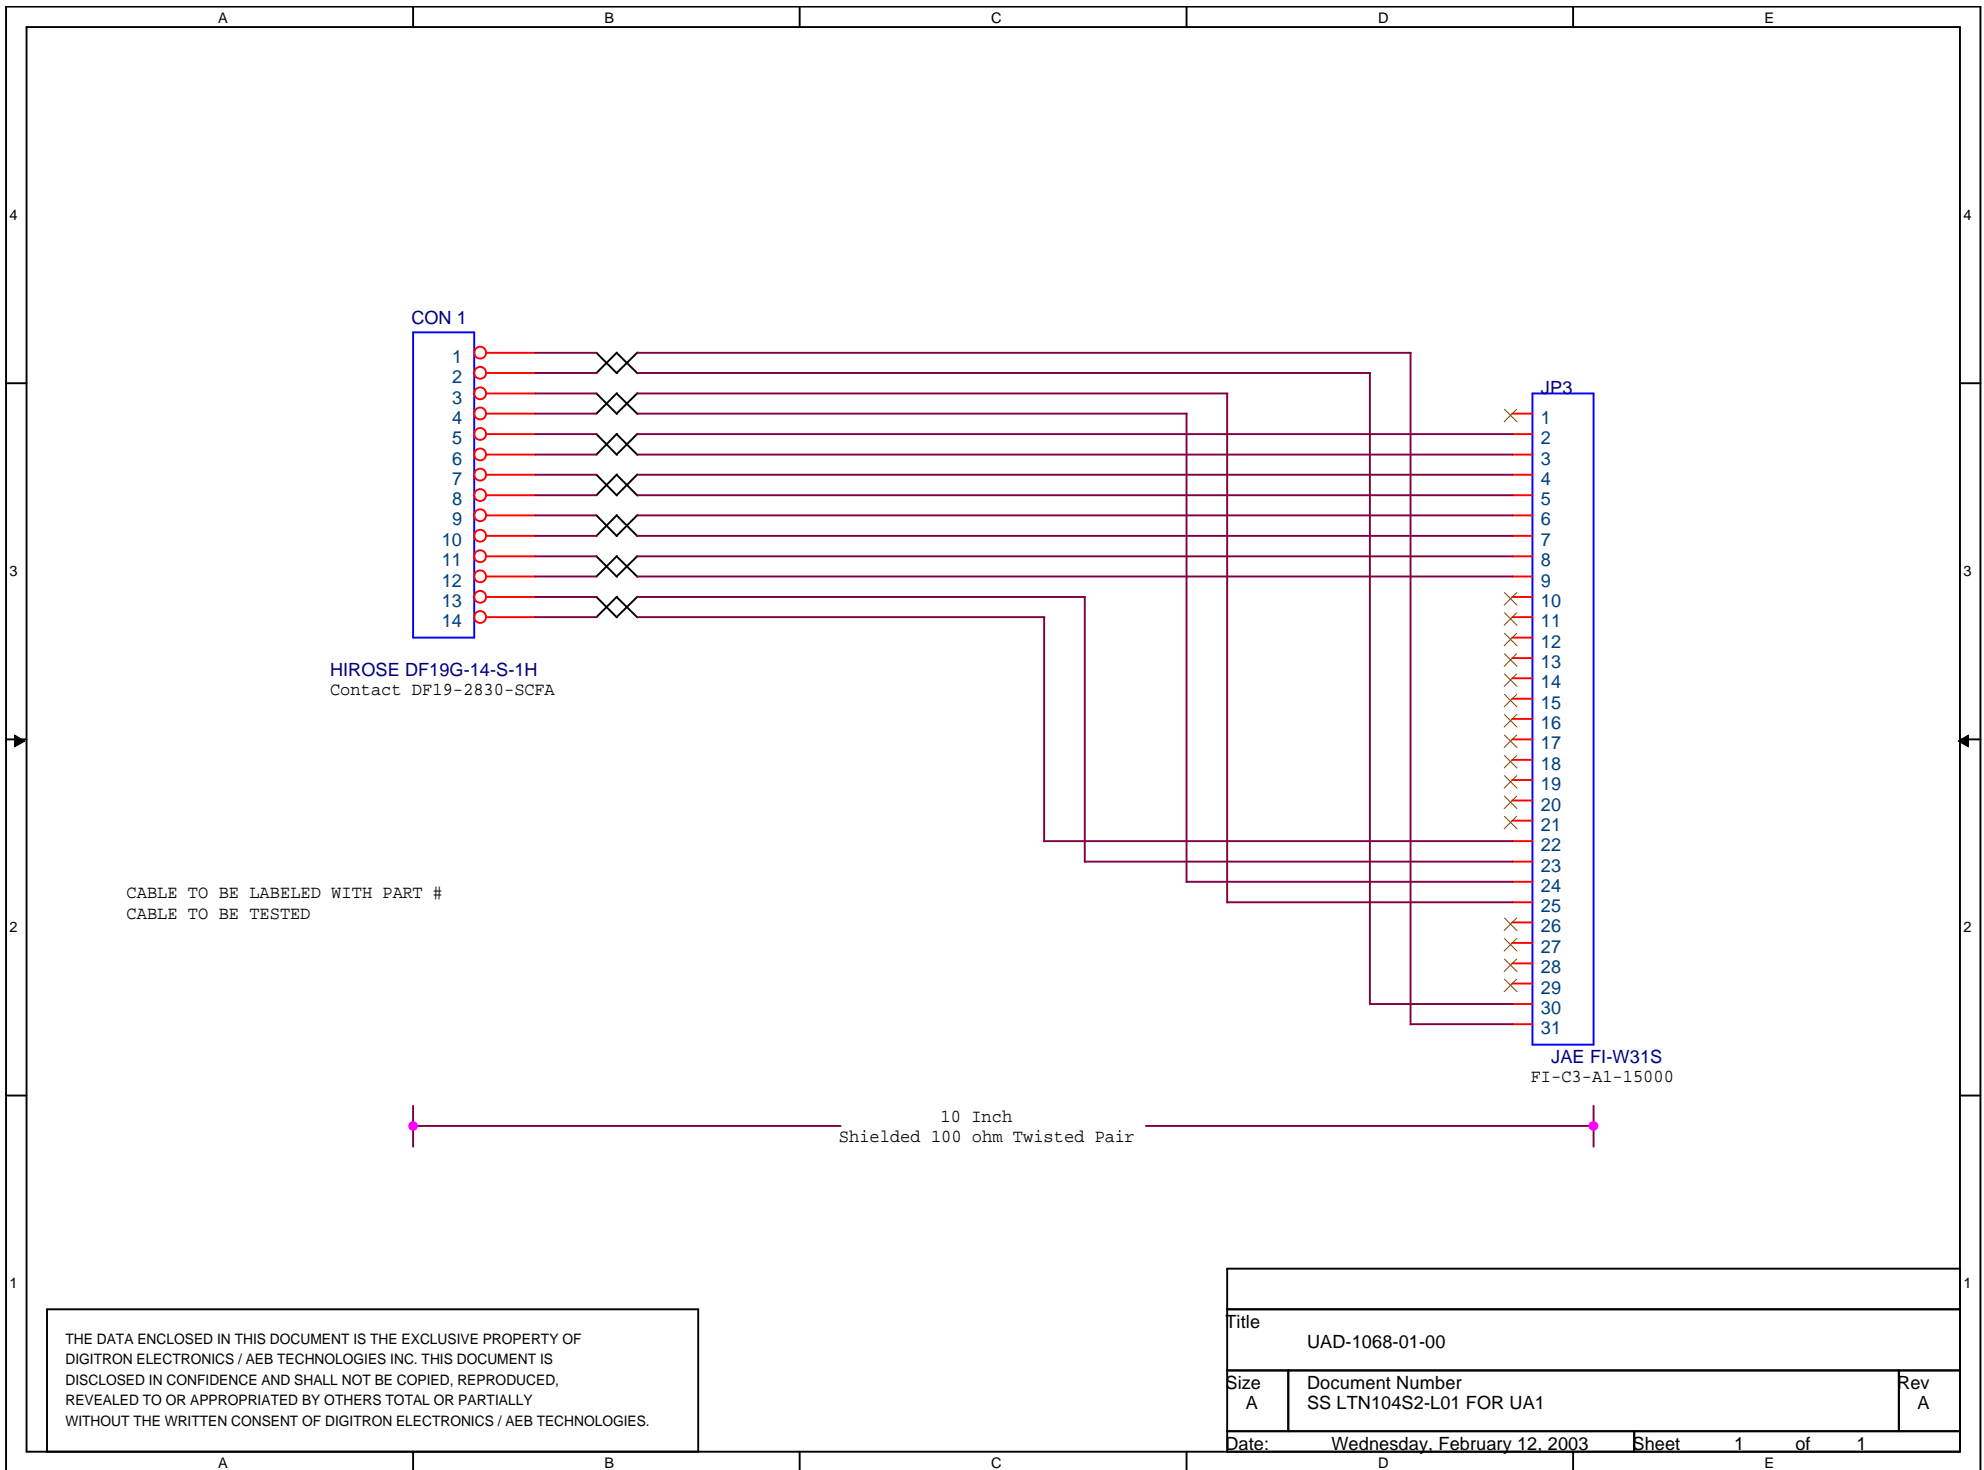 A B C D E
4 4
CON 1
1
2
3
4
5
6
7
8
9
10
11
12
13
14
HIROSE DF19G-14-S-1H
Contact DF19-2830-SCFA
JP3
1
2
3
4
5
6
7
8
9
10
11
12
13
14
15
16
17
18
19
20
21
22
23
24
25
26
27
28
29
30
31
JAE FI-W31S
FI-C3-A1-15000
3 3
CABLE TO BE LABELED WITH PART #
CABLE TO BE TESTED
2 2
10 Inch
Shielded 100 ohm Twisted Pair
1 1
THE DATA ENCLOSED IN THIS DOCUMENT IS THE EXCLUSIVE PROPERTY OF
DIGITRON ELECTRONICS / AEB TECHNOLOGIES INC. THIS DOCUMENT IS
DISCLOSED IN CONFIDENCE AND SHALL NOT BE COPIED, REPRODUCED,
REVEALED TO OR APPROPRIATED BY OTHERS TOTAL OR PARTIALLY
WITHOUT THE WRITTEN CONSENT OF DIGITRON ELECTRONICS / AEB TECHNOLOGIES.
Title
UAD-1068-01-00
Size Document Number Rev
A SS LTN104S2-L01 FOR UA1 A
Date: Wednesday, February 12, 2003 Sheet 1 of 1
A B C D E